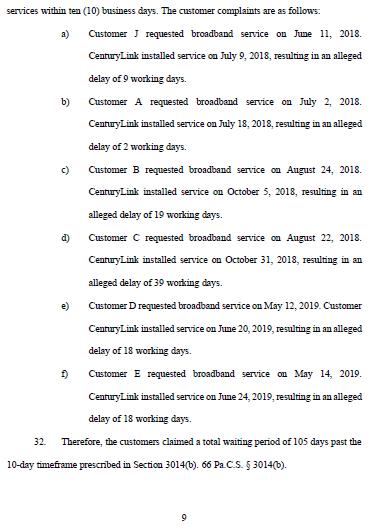 services within ten (10) business days. The customer complaints are as follows:
a) Customer J requested broadband service on June 11, 2018.
CenturyLink installed service on July 9, 2018, resulting in an alleged
delay of 9 working days.
b) Customer A requested broadband service on July 2, 2018.
CenturyLink installed service on July 18, 2018, resulting in an alleged
delay of 2 working days.
c) Customer B requested broadband service on August 24, 2018.
CenturyLink installed service on October 5, 2018, resulting in an
alleged delay of 19 working days.
d) Customer C requested broadband service on August 22, 2018.
CenturyLink installed service on October 31, 2018, resulting in an
alleged delay of 39 working days.
e) Customer D requested broadband service on May 12, 2019. Customer
CenturyLink installed service on June 20, 2019, resulting in an alleged
delay of 18 working days.
f) Customer E requested broadband service on May 14, 2019.
CenturyLink installed service on June 24, 2019, resulting in an alleged
delay of 18 working days.
32. Therefore, the customers claimed a total waiting period of 105 days past the
10-day timeframe prescribed in Section 3014(b). 66 Pa.C.S. § 3014(b).
9